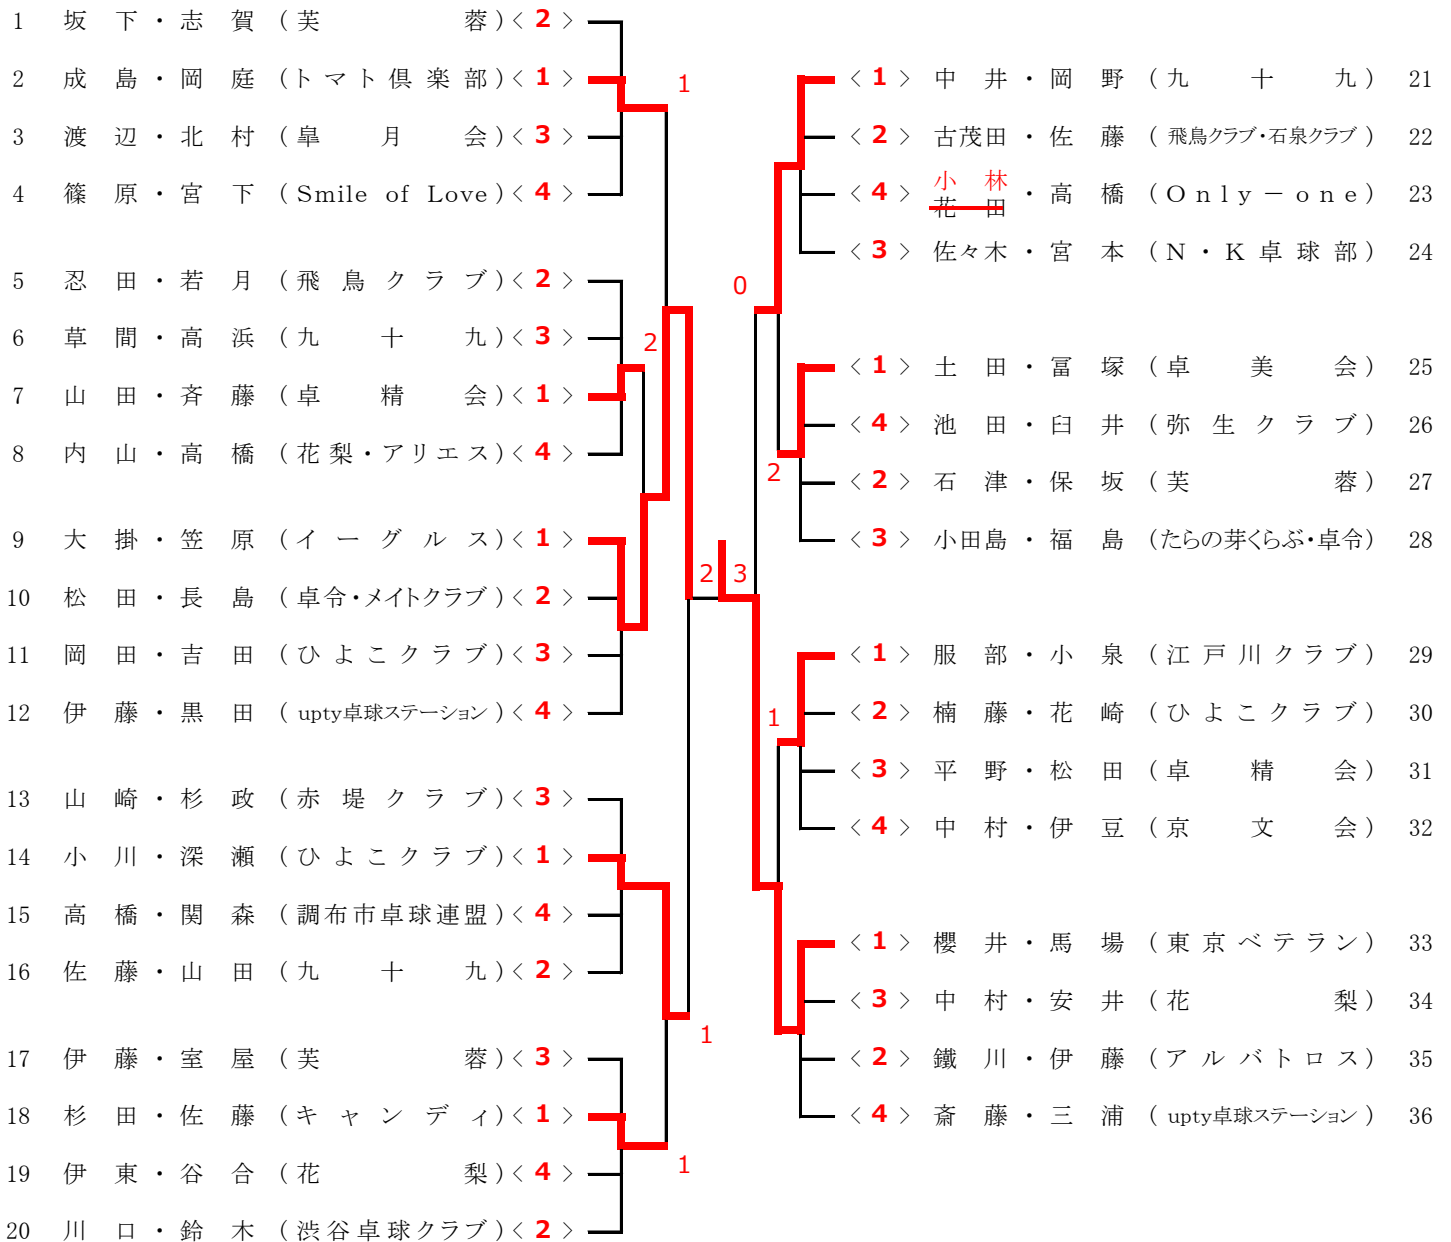 1 坂下・志賀 (芙蓉) < 2 >
2 成島・岡庭 (トマト倶楽部) < 1 >
3 渡辺・北村 (皐月会) < 3 >
4 篠原・宮下 (Smile of Love) < 4 >
5 忍田・若月 (飛鳥クラブ) < 2 >
6 草間・高浜 (九十九) < 3 >
7 山田・斉藤 (卓精会) < 1 >
8 内山・高橋 (花梨・アリエス) < 4 >
9 大掛・笠原 (イーグルス) < 1 >
10 松田・長島 (卓令・メイトクラブ) < 2 >
11 岡田・吉田 (ひよこクラブ) < 3 >
12 伊藤・黒田 (upty卓球ステーション) < 4 >
13 山崎・杉政 (赤堤クラブ) < 3 >
14 小川・深瀬 (ひよこクラブ) < 1 >
15 高橋・関森 (調布市卓球連盟) < 4 >
16 佐藤・山田 (九十九) < 2 >
17 伊藤・室屋 (芙蓉) < 3 >
18 杉田・佐藤 (キャンディ) < 1 >
19 伊東・谷合 (花梨) < 4 >
20 川口・鈴木 (渋谷卓球クラブ) < 2 >
1
2
1
1
2 3
0
2
1
< 1 > 中井・岡野 (九十九) 21
< 2 > 古茂田・佐藤 (飛鳥クラブ・石泉クラブ) 22
小林
< 4 > 花田・高橋 (Only－one) 23
< 3 > 佐々木・宮本 (N・K卓球部) 24
< 1 > 土田・冨塚 (卓美会) 25
< 4 > 池田・臼井 (弥生クラブ) 26
< 2 > 石津・保坂 (芙蓉) 27
< 3 > 小田島・福島 (たらの芽くらぶ・卓令) 28
< 1 > 服部・小泉 (江戸川クラブ) 29
< 2 > 楠藤・花崎 (ひよこクラブ) 30
< 3 > 平野・松田 (卓精会) 31
< 4 > 中村・伊豆 (京文会) 32
< 1 > 櫻井・馬場 (東京ベテラン) 33
< 3 > 中村・安井 (花梨) 34
< 2 > 鐵川・伊藤 (アルバトロス) 35
< 4 > 斎藤・三浦 (upty卓球ステーション) 36